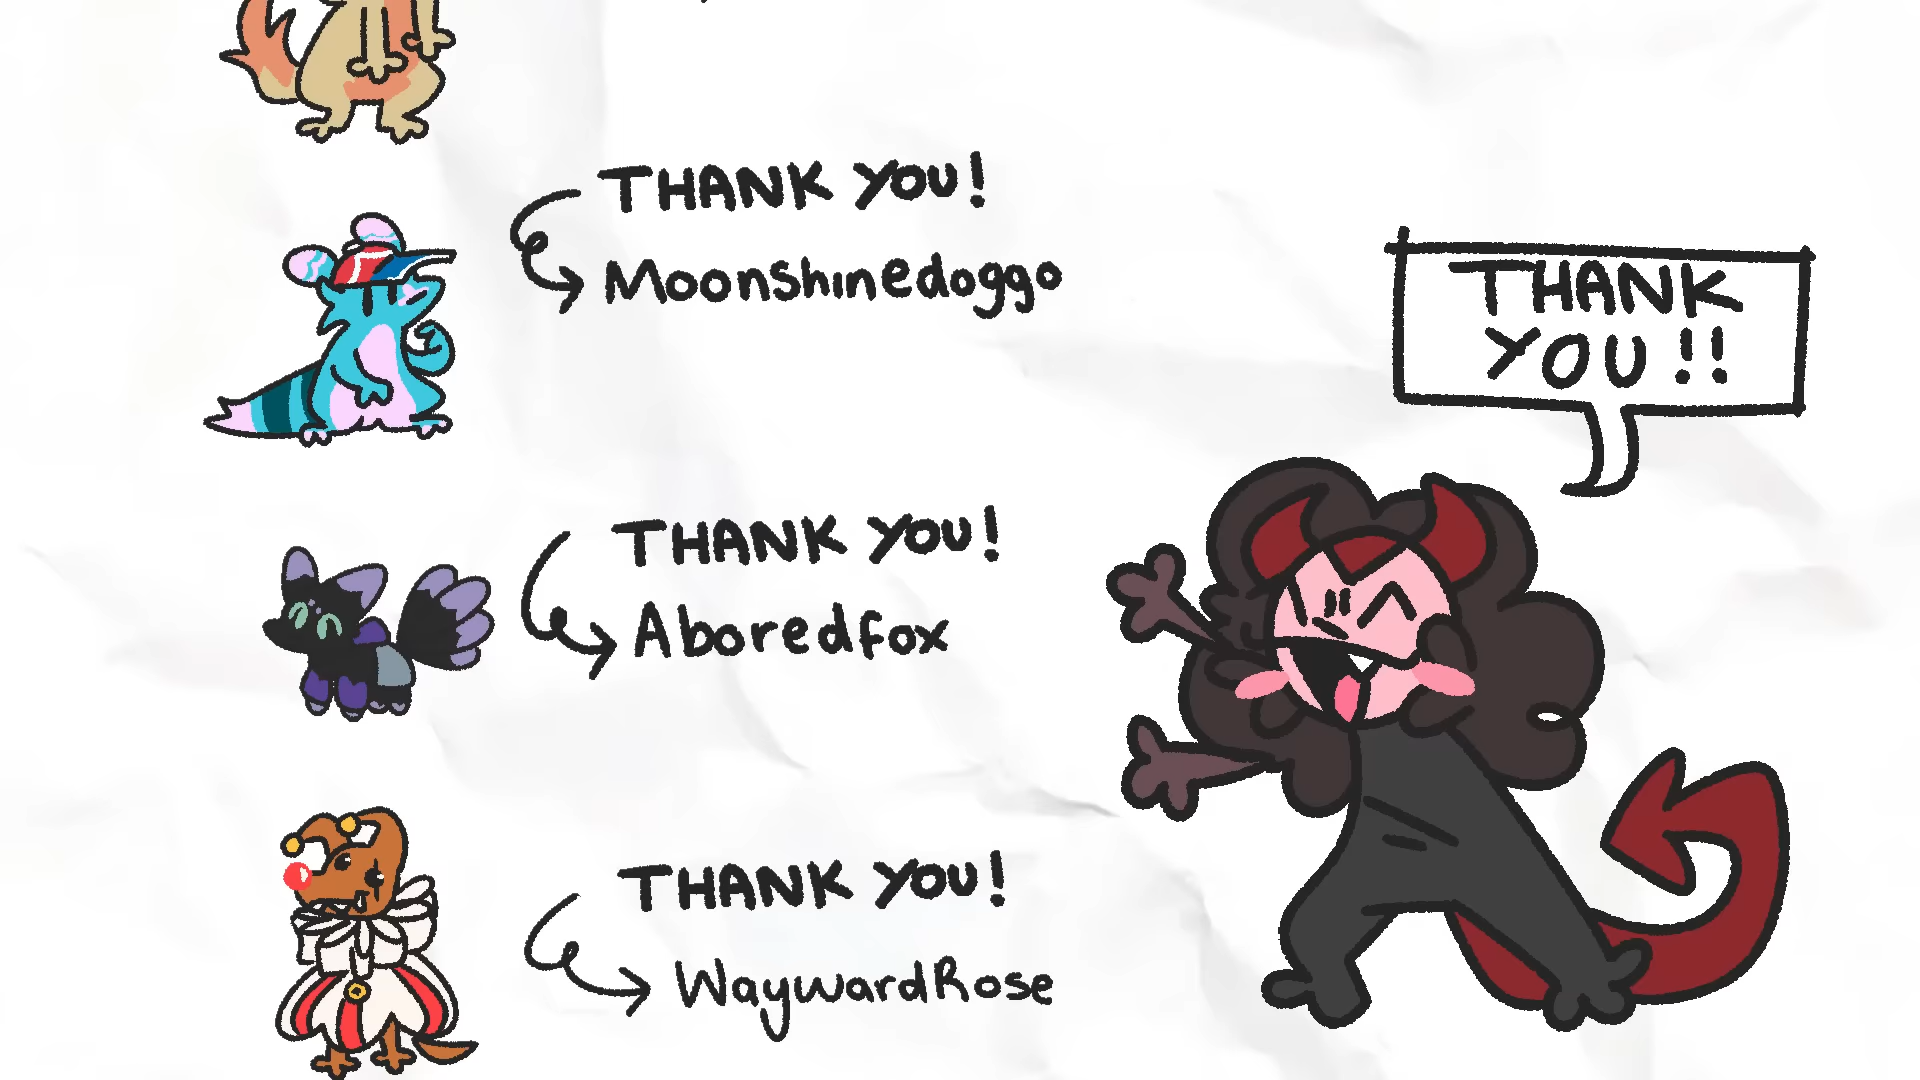 THANK YOU!
Moonshinedoggo
THANK YOU!
Aboredfox
THANK YOU!
WaywardRose
THANK
YOU!!